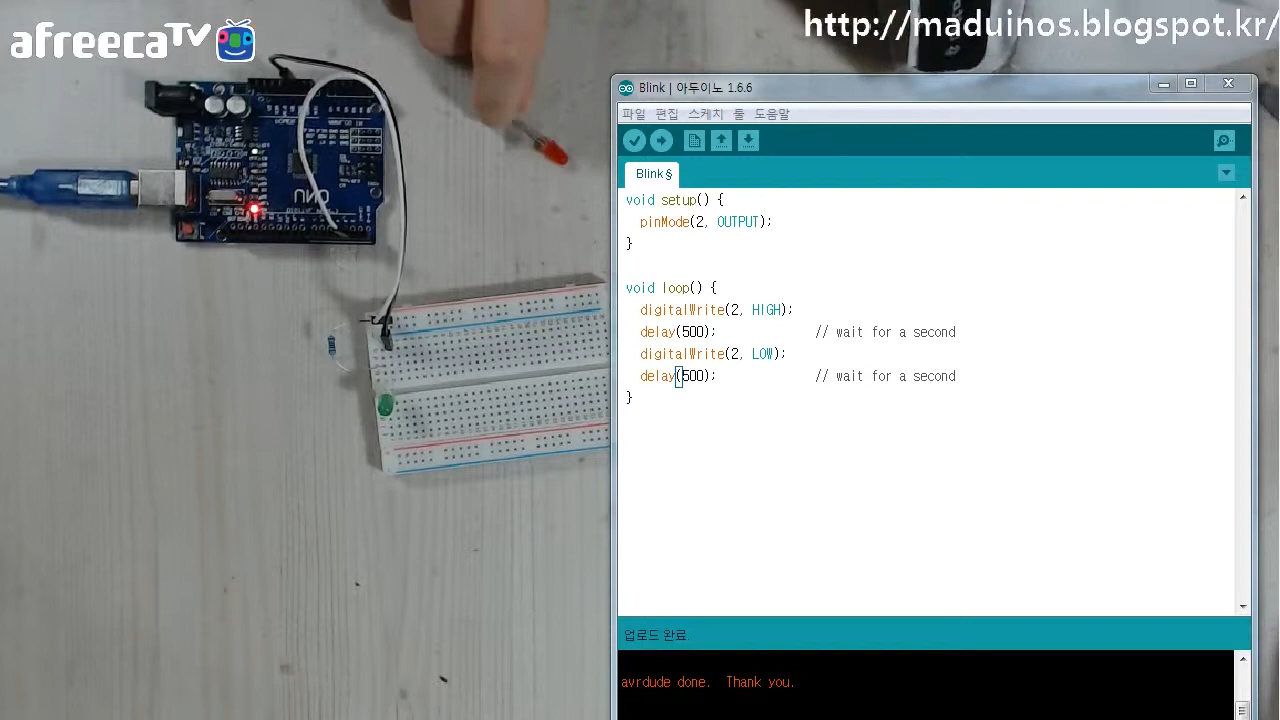 afreecaTV
http://maduinos.blogspot.kr/
Blink | 아두이노 1.6.6
파일 편집 스케치 툴 도움말
Blink§
void setup() {
pinMode(2, OUTPUT);
}
void loop() {
digitalWrite(2, HIGH);
delay(500); // wait for a second
digitalWrite(2, LOW);
delay(500); // wait for a second
}
업로드 완료.
avrdude done.  Thank you.
UNO